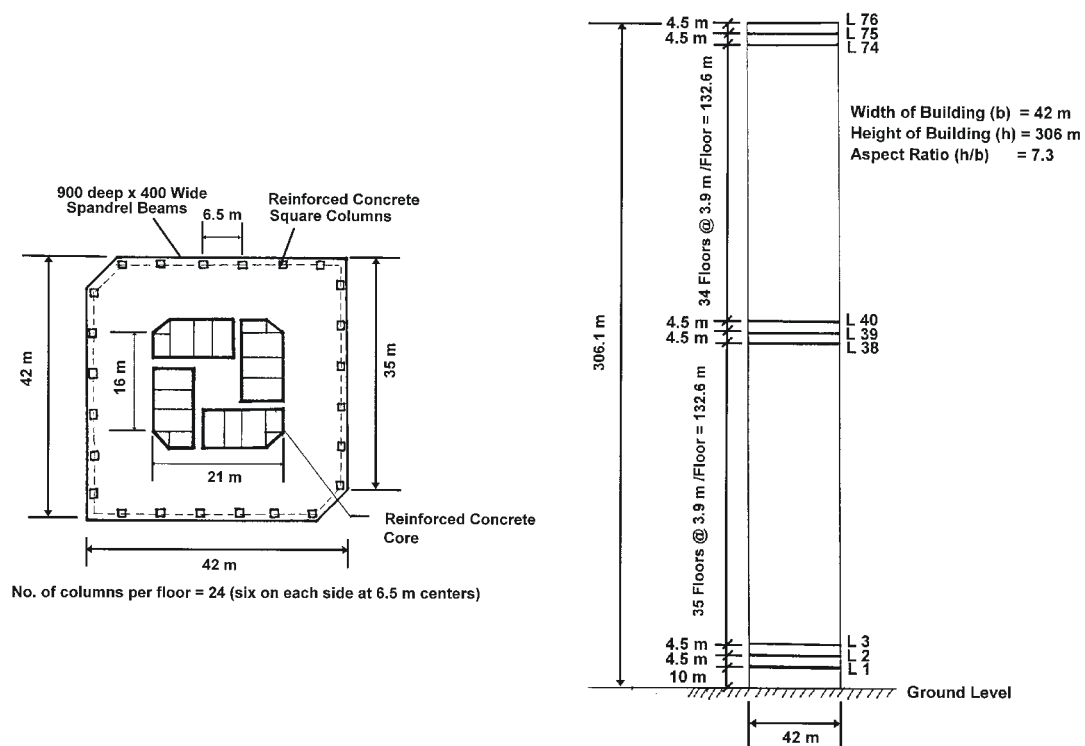 900 deep x 400 Wide
Spandrel Beams
Reinforced Concrete
Square Columns
6.5 m
42 m
16 m
35 m
21 m
Reinforced Concrete
Core
42 m
No. of columns per floor = 24 (six on each side at 6.5 m centers)
4.5 m
4.5 m
L 76
L 75
L 74
34 Floors @ 3.9 m /Floor = 132.6 m
Width of Building (b) = 42 m
Height of Building (h) = 306 m
Aspect Ratio (h/b) = 7.3
306.1 m
4.5 m
4.5 m
L 40
L 39
L 38
35 Floors @ 3.9 m /Floor = 132.6 m
4.5 m
4.5 m
10 m
L 3
L 2
L 1
Ground Level
42 m